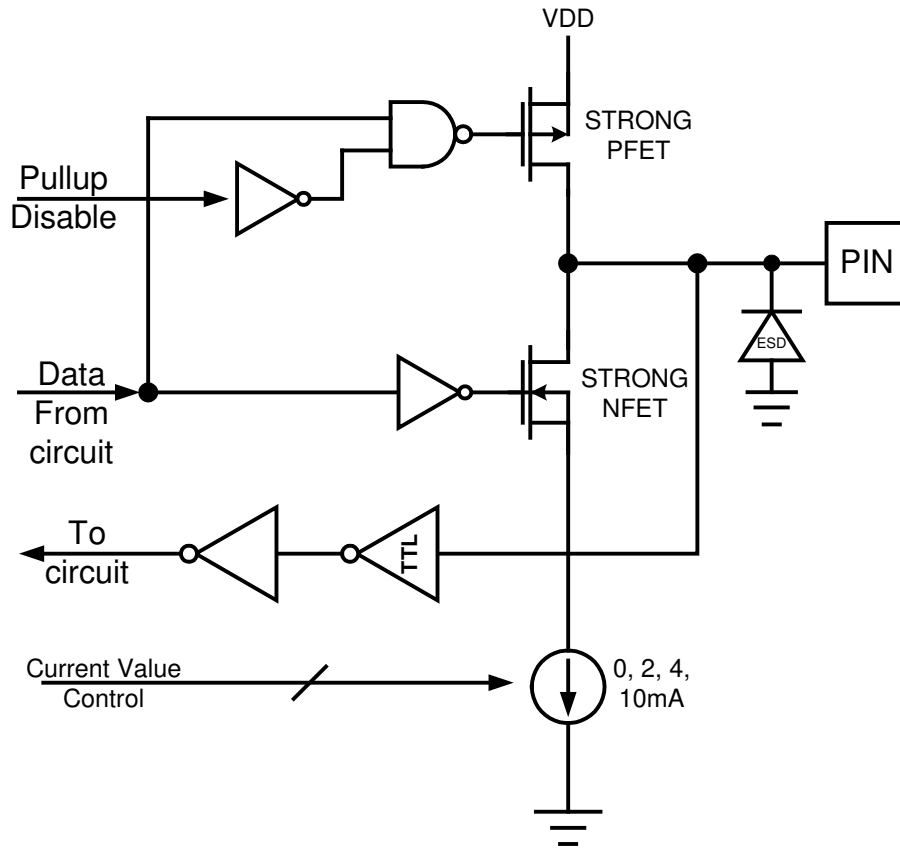 VDD
STRONG
PFET
Pullup
Disable
PIN
ESD
Data
From
circuit
STRONG
NFET
To
circuit
TTL
Current Value
Control
0, 2, 4,
10mA